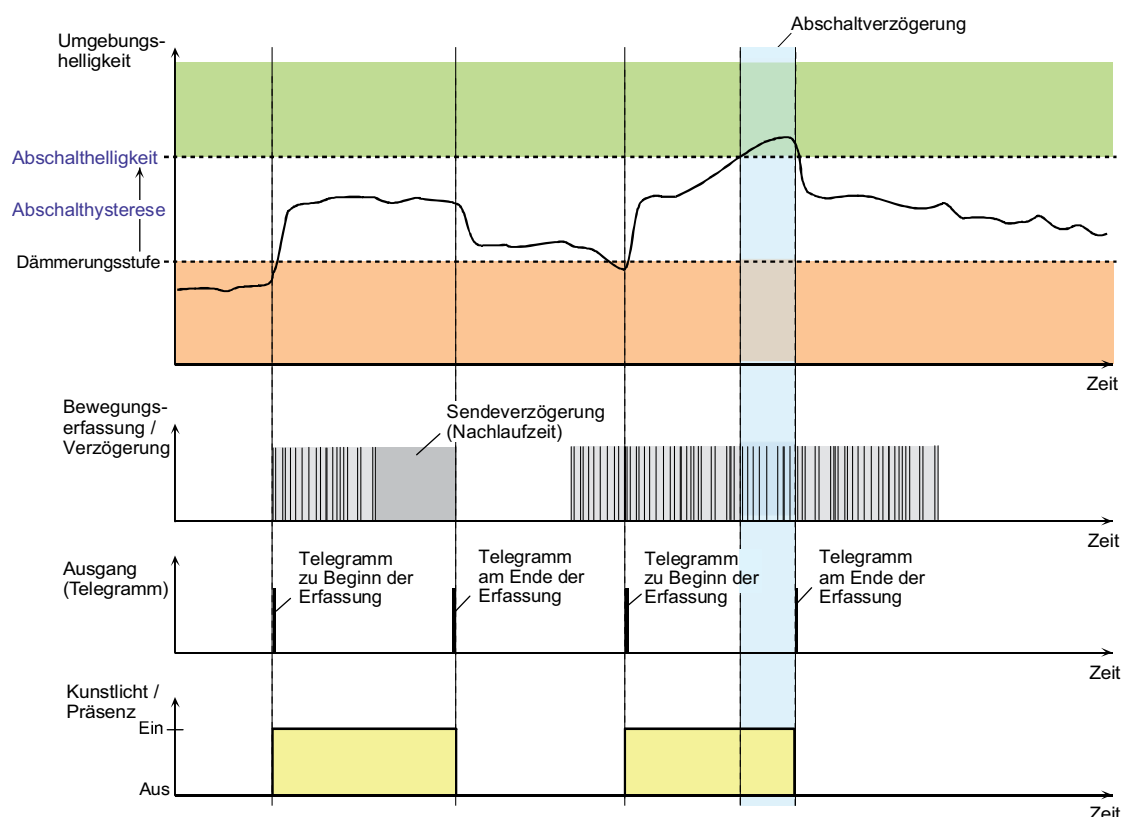 Abschaltverzögerung
Umgebungs-
helligkeit
Abschalthelligkeit
Abschalthysterese
Dämmerungsstufe
Zeit
Bewegungs-
erfassung /
Verzögerung
Sendeverzögerung
(Nachlaufzeit)
Zeit
Ausgang
(Telegramm)
Telegramm
zu Beginn der
Erfassung
Telegramm
am Ende der
Erfassung
Telegramm
zu Beginn der
Erfassung
Telegramm
am Ende der
Erfassung
Zeit
Kunstlicht /
Präsenz
Ein
Aus
Zeit